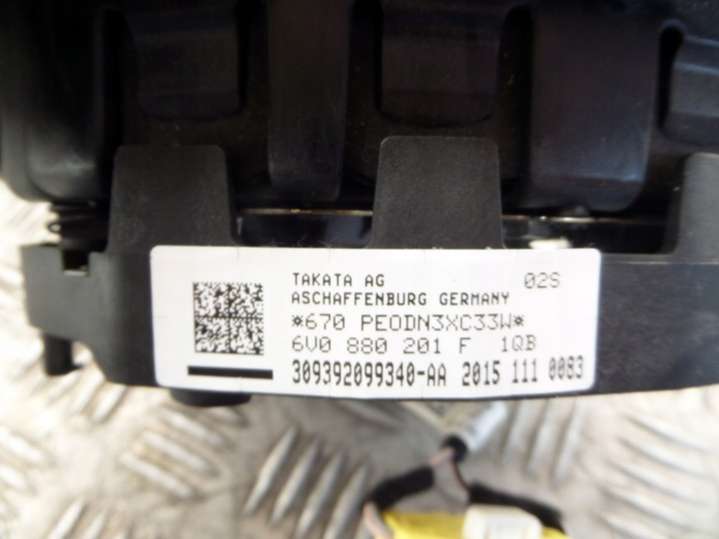 TAKATA AG 02S
ASCHAFFENBURG GERMANY
*670 PEODN3XC33W*
6V0 880 201 F 1QB
309392099340-AA 2015 111 0083